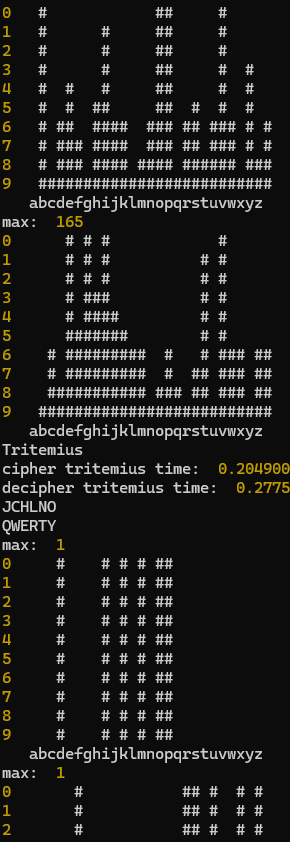 0   #            ##     #
1   #      #     ##     #
2   #      #     ##     #
3   #      #     ##     #  #
4   #  #   #     ##     #  #
5   #  #  ##     ##  #  #  #
6   # ##  ####  ### ## ### # #
7   # ### ####  ### ## ### # #
8   # ### #### #### ###### ###
9   ##########################
   abcdefghijklmnopqrstuvwxyz
max:  165
0      # # #            #
1      # # #          # #
2      # # #          # #
3      # ###          # #
4      # ####         # #
5      #######        # #
6    # #########  #   # ### ##
7    # #########  #  ## ### ##
8    ########### ### ## ### ##
9   ##########################
   abcdefghijklmnopqrstuvwxyz
Tritemius
cipher tritemius time:  0.204900
decipher tritemius time:  0.2775
JCHLNO
QWERTY
max:  1
0     #    # # # ##
1     #    # # # ##
2     #    # # # ##
3     #    # # # ##
4     #    # # # ##
5     #    # # # ##
6     #    # # # ##
7     #    # # # ##
8     #    # # # ##
9     #    # # # ##
   abcdefghijklmnopqrstuvwxyz
max:  1
0       #           ## #  # #
1       #           ## #  # #
2       #           ## #  # #